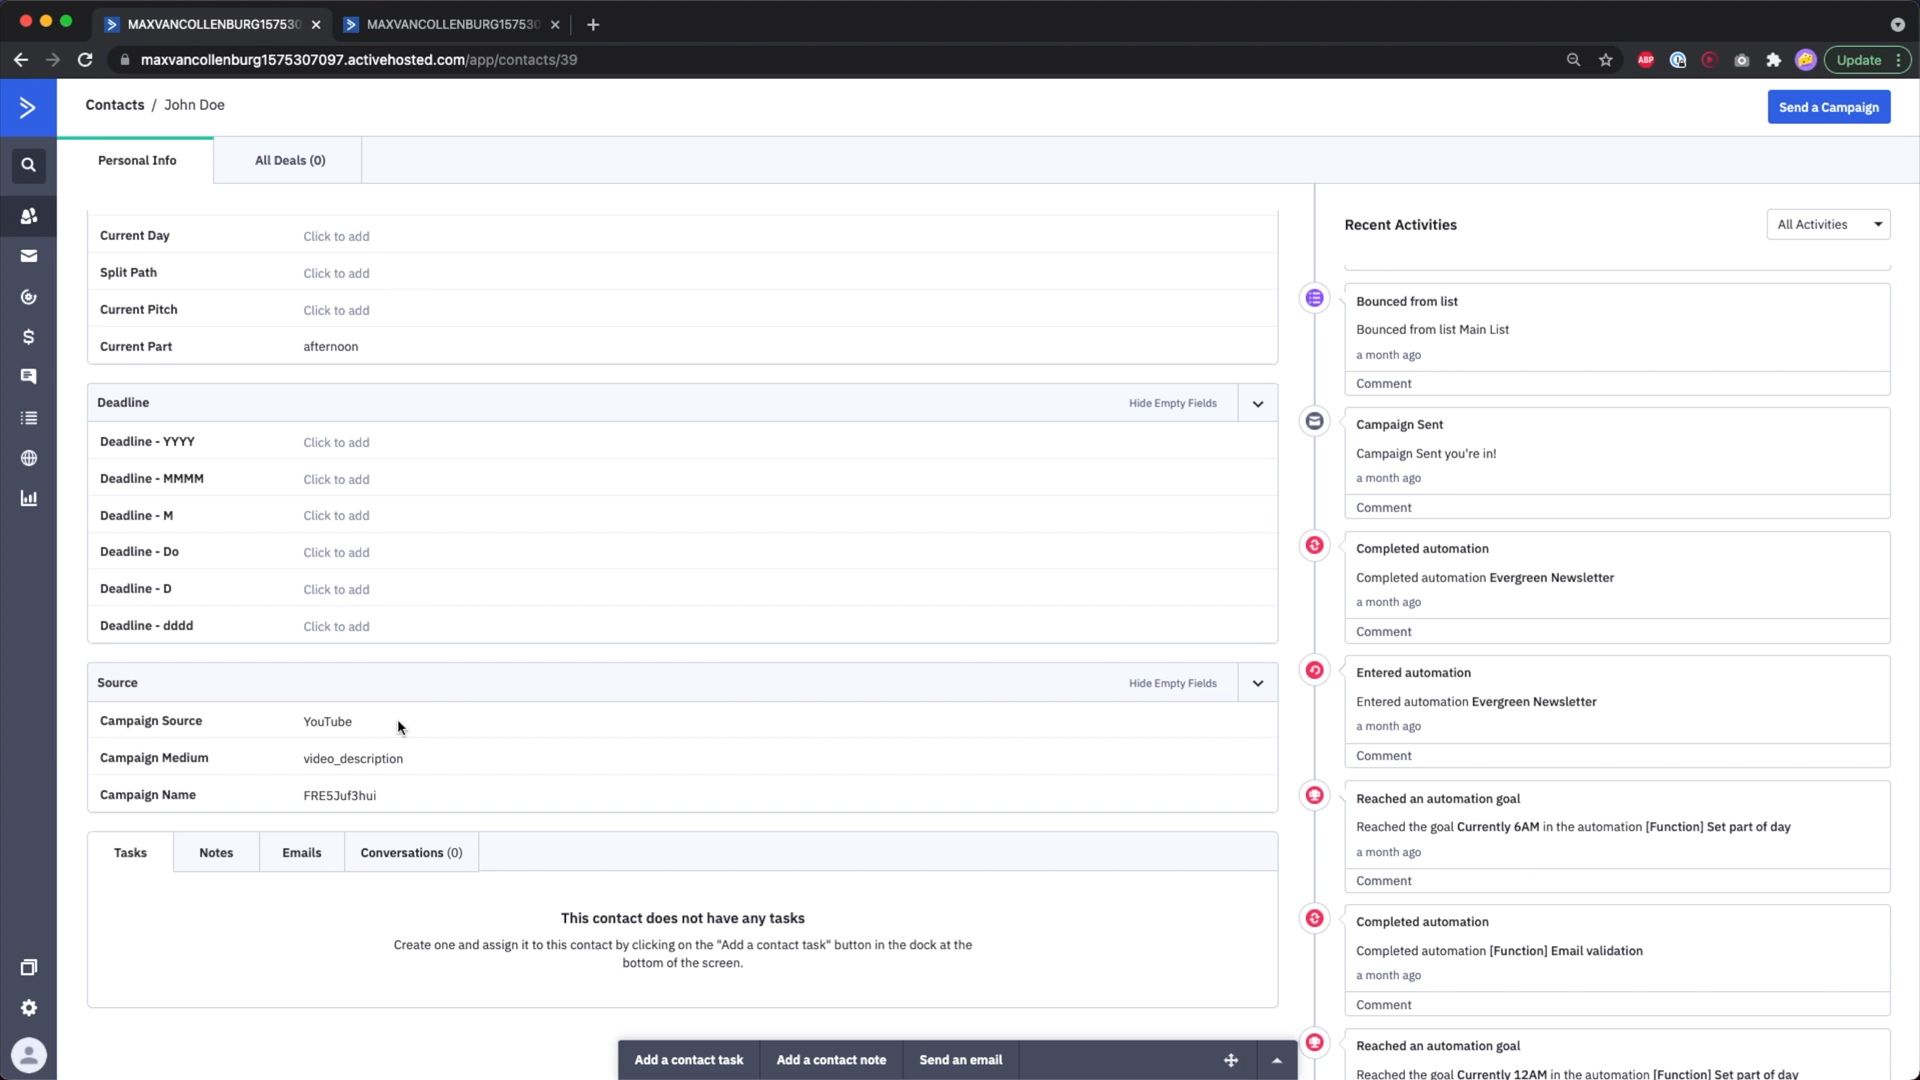 MAXVANCOLLENBURG157530
MAXVANCOLLENBURG157530
maxvancollenburg1575307097.activehosted.com/app/contacts/39
ABP
Update
Contacts / John Doe
Send a Campaign
Personal Info
All Deals (0)
Current Day
Click to add
Split Path
Click to add
Current Pitch
Click to add
Current Part
afternoon
Deadline
Hide Empty Fields
Deadline - YYYY
Click to add
Deadline - MMMM
Click to add
Deadline - M
Click to add
Deadline - Do
Click to add
Deadline - D
Click to add
Deadline - dddd
Click to add
Source
Hide Empty Fields
Campaign Source
YouTube
Campaign Medium
video_description
Campaign Name
FRE5Juf3hui
Tasks
Notes
Emails
Conversations (0)
This contact does not have any tasks
Create one and assign it to this contact by clicking on the "Add a contact task" button in the dock at the
bottom of the screen.
Add a contact task
Add a contact note
Send an email
Recent Activities
All Activities
Bounced from list
Bounced from list Main List
a month ago
Comment
Campaign Sent
Campaign Sent you're in!
a month ago
Comment
Completed automation
Completed automation Evergreen Newsletter
a month ago
Comment
Entered automation
Entered automation Evergreen Newsletter
a month ago
Comment
Reached an automation goal
Reached the goal Currently 6AM in the automation [Function] Set part of day
a month ago
Comment
Completed automation
Completed automation [Function] Email validation
a month ago
Comment
Reached an automation goal
Reached the goal Currently 12AM in the automation [Function] Set part of day